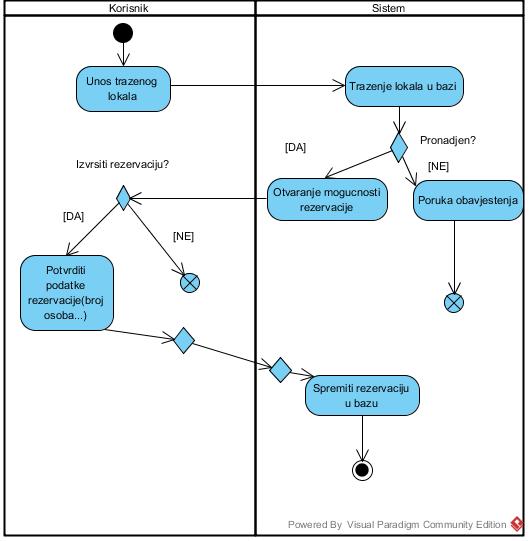 Korisnik
Sistem
Unos trazenog
lokala
Trazenje lokala u bazi
Pronadjen?
[DA]
[NE]
Izvrsiti rezervaciju?
Otvaranje mogucnosti
rezervacije
Poruka obavjestenja
[DA]
[NE]
Potvrditi
podatke
rezervacije(broj
osoba...)
Spremiti rezervaciju
u bazu
Powered By Visual Paradigm Community Edition